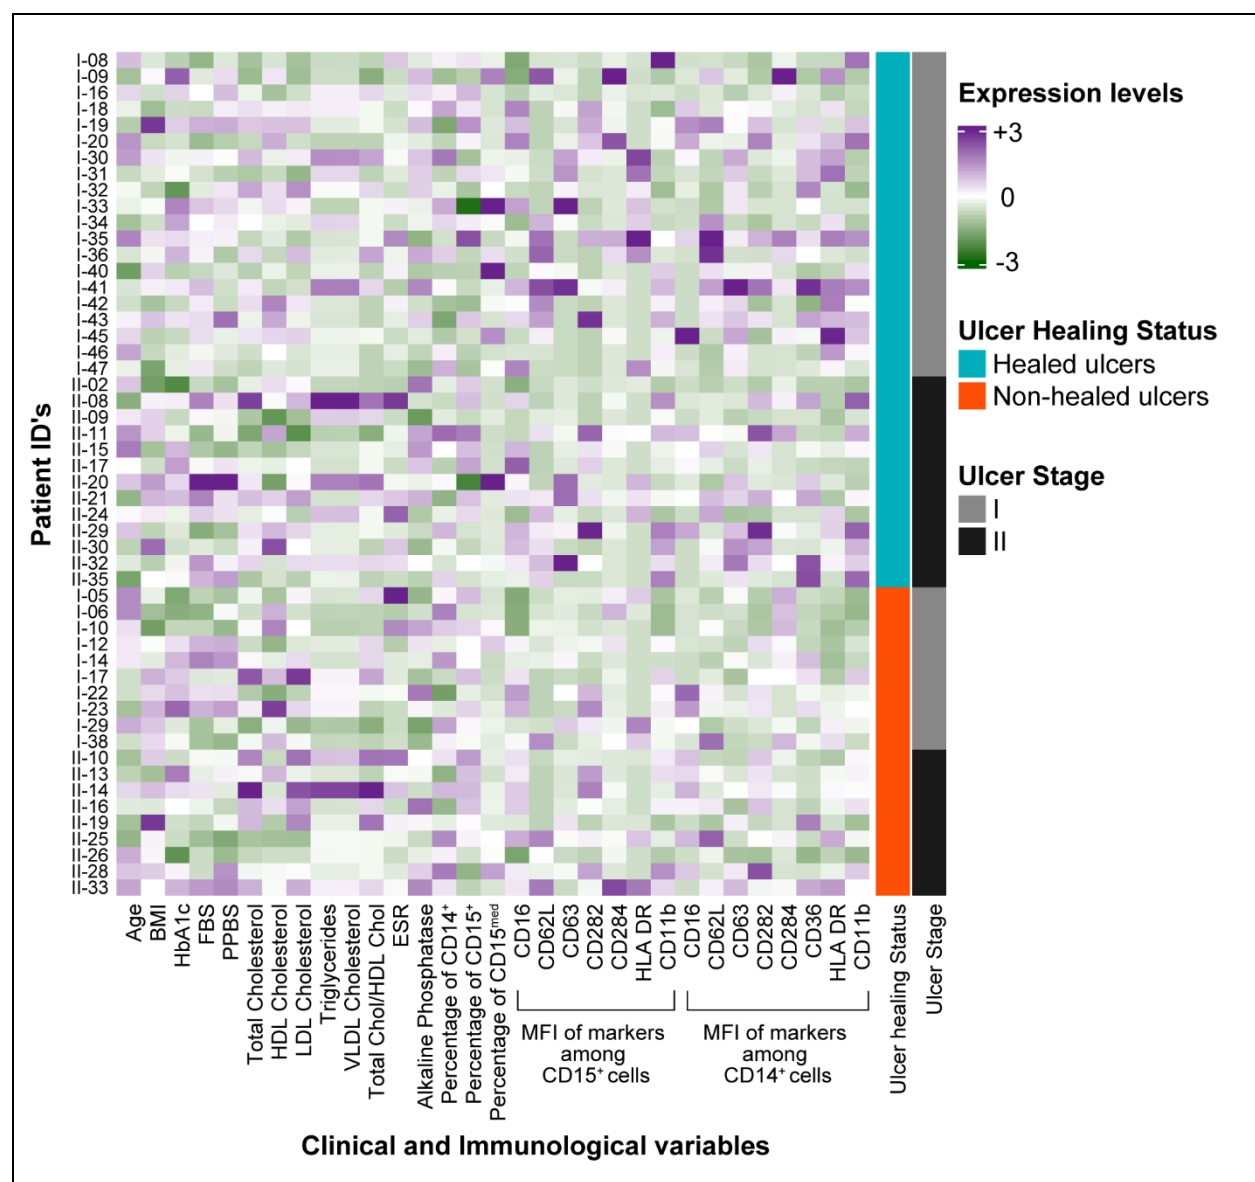 I-08
I-09
I-16
I-18
I-19
I-20
I-30
I-31
I-32
I-33
I-34
I-35
I-36
I-40
I-41
I-42
I-43
I-45
I-46
I-47
II-02
II-08
II-09
II-11
II-15
II-17
II-20
II-21
II-24
II-29
II-30
II-32
II-35
I-05
I-06
I-10
I-12
I-14
I-17
I-22
I-23
I-29
I-38
II-10
II-13
II-14
II-16
II-19
II-25
II-26
II-28
II-33
Patient ID's
Expression levels
+3
0
-3
Ulcer Healing Status
Healed ulcers
Non-healed ulcers
Ulcer Stage
I
II
Age
BMI
HbA1c
FBS
PPBS
Total Cholesterol
HDL Cholesterol
LDL Cholesterol
Triglycerides
VLDL Cholesterol
Total Chol/HDL Chol
ESR
Alkaline Phosphatase
Percentage of CD14⁺
Percentage of CD15⁺
Percentage of CD15ᵐᵉᵈ
CD16
CD62L
CD63
CD282
CD284
HLA DR
CD11b
CD16
CD62L
CD63
CD282
CD284
CD36
HLA DR
CD11b
Ulcer healing Status
Ulcer Stage
MFI of markers
among
CD15⁺ cells
MFI of markers
among
CD14⁺ cells
Clinical and Immunological variables